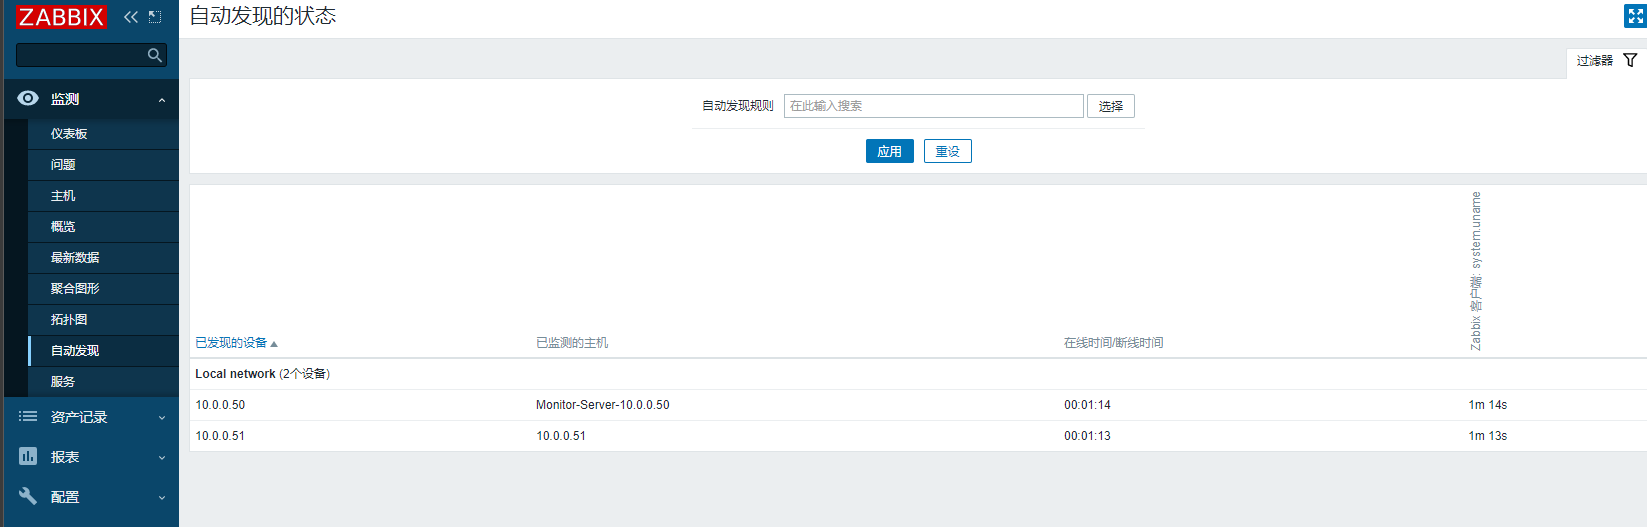 ZABBIX
自动发现的状态
过滤器
监测
仪表板
问题
主机
概览
最新数据
聚合图形
拓扑图
自动发现
服务
资产记录
报表
配置
自动发现规则 在此输入搜索 选择
应用 重设
Zabbix 客户端: system.uname
已发现的设备 已监测的主机 在线时间/断线时间
Local network (2个设备)
10.0.0.50 Monitor-Server-10.0.0.50 00:01:14 1m 14s
10.0.0.51 10.0.0.51 00:01:13 1m 13s